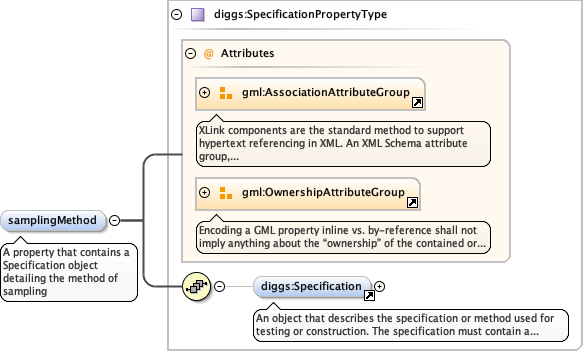 diggs:SpecificationPropertyType
@ Attributes
gml:AssociationAttributeGroup
XLink components are the standard method to support
hypertext referencing in XML. An XML Schema attribute
group,...
gml:OwnershipAttributeGroup
Encoding a GML property inline vs. by-reference shall not
imply anything about the “ownership” of the contained or...
samplingMethod
A property that contains a
Specification object
detailing the method of
sampling
diggs:Specification
An object that describes the specification or method used for
testing or construction. The specification must contain a...